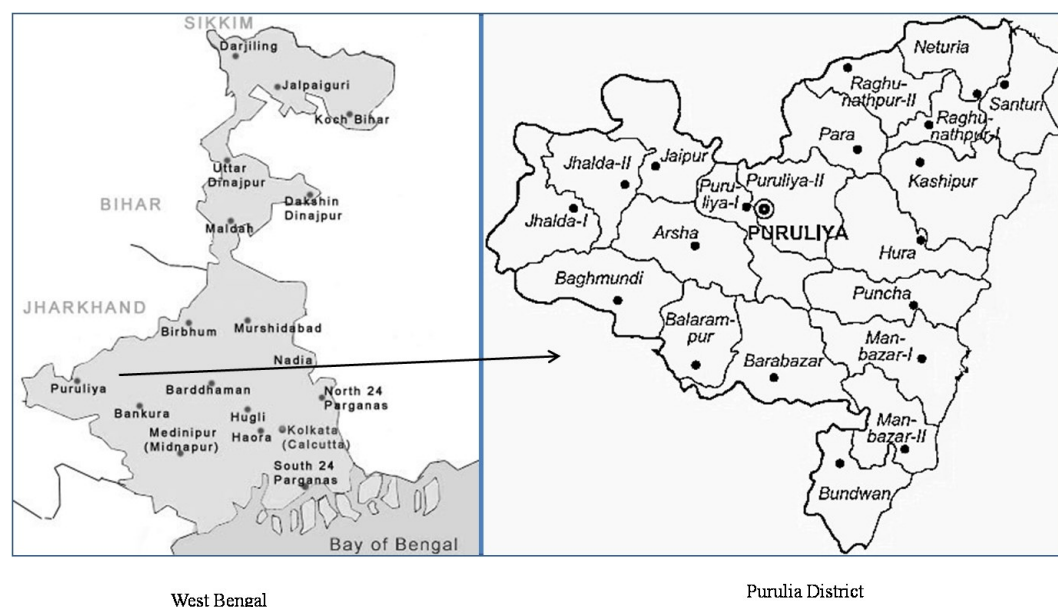 SIKKIM
Darjiling
Jalpaiguri
Koch Bihar
Uttar
Dinajpur
Dakshin
Dinajpur
BIHAR
Maldah
JHARKHAND
Birbhum
Murshidabad
Nadia
Puruliya
Barddhaman
North 24
Parganas
Bankura
Hugli
Medinipur
(Midnapur)
Haora
Kolkata
(Calcutta)
South 24
Parganas
Bay of Bengal
West Bengal
Neturia
Raghu-
nathpur-II
Santuri
Raghu-
nathpur-I
Para
Jhalda-II
Jaipur
Puru-
liya-I
Puruliya-II
Kashipur
Jhalda-I
Arsha
PURULIYA
Hura
Baghmundi
Puncha
Balaram-
pur
Barabazar
Man-
bazar-I
Man-
bazar-II
Bundwan
Purulia District